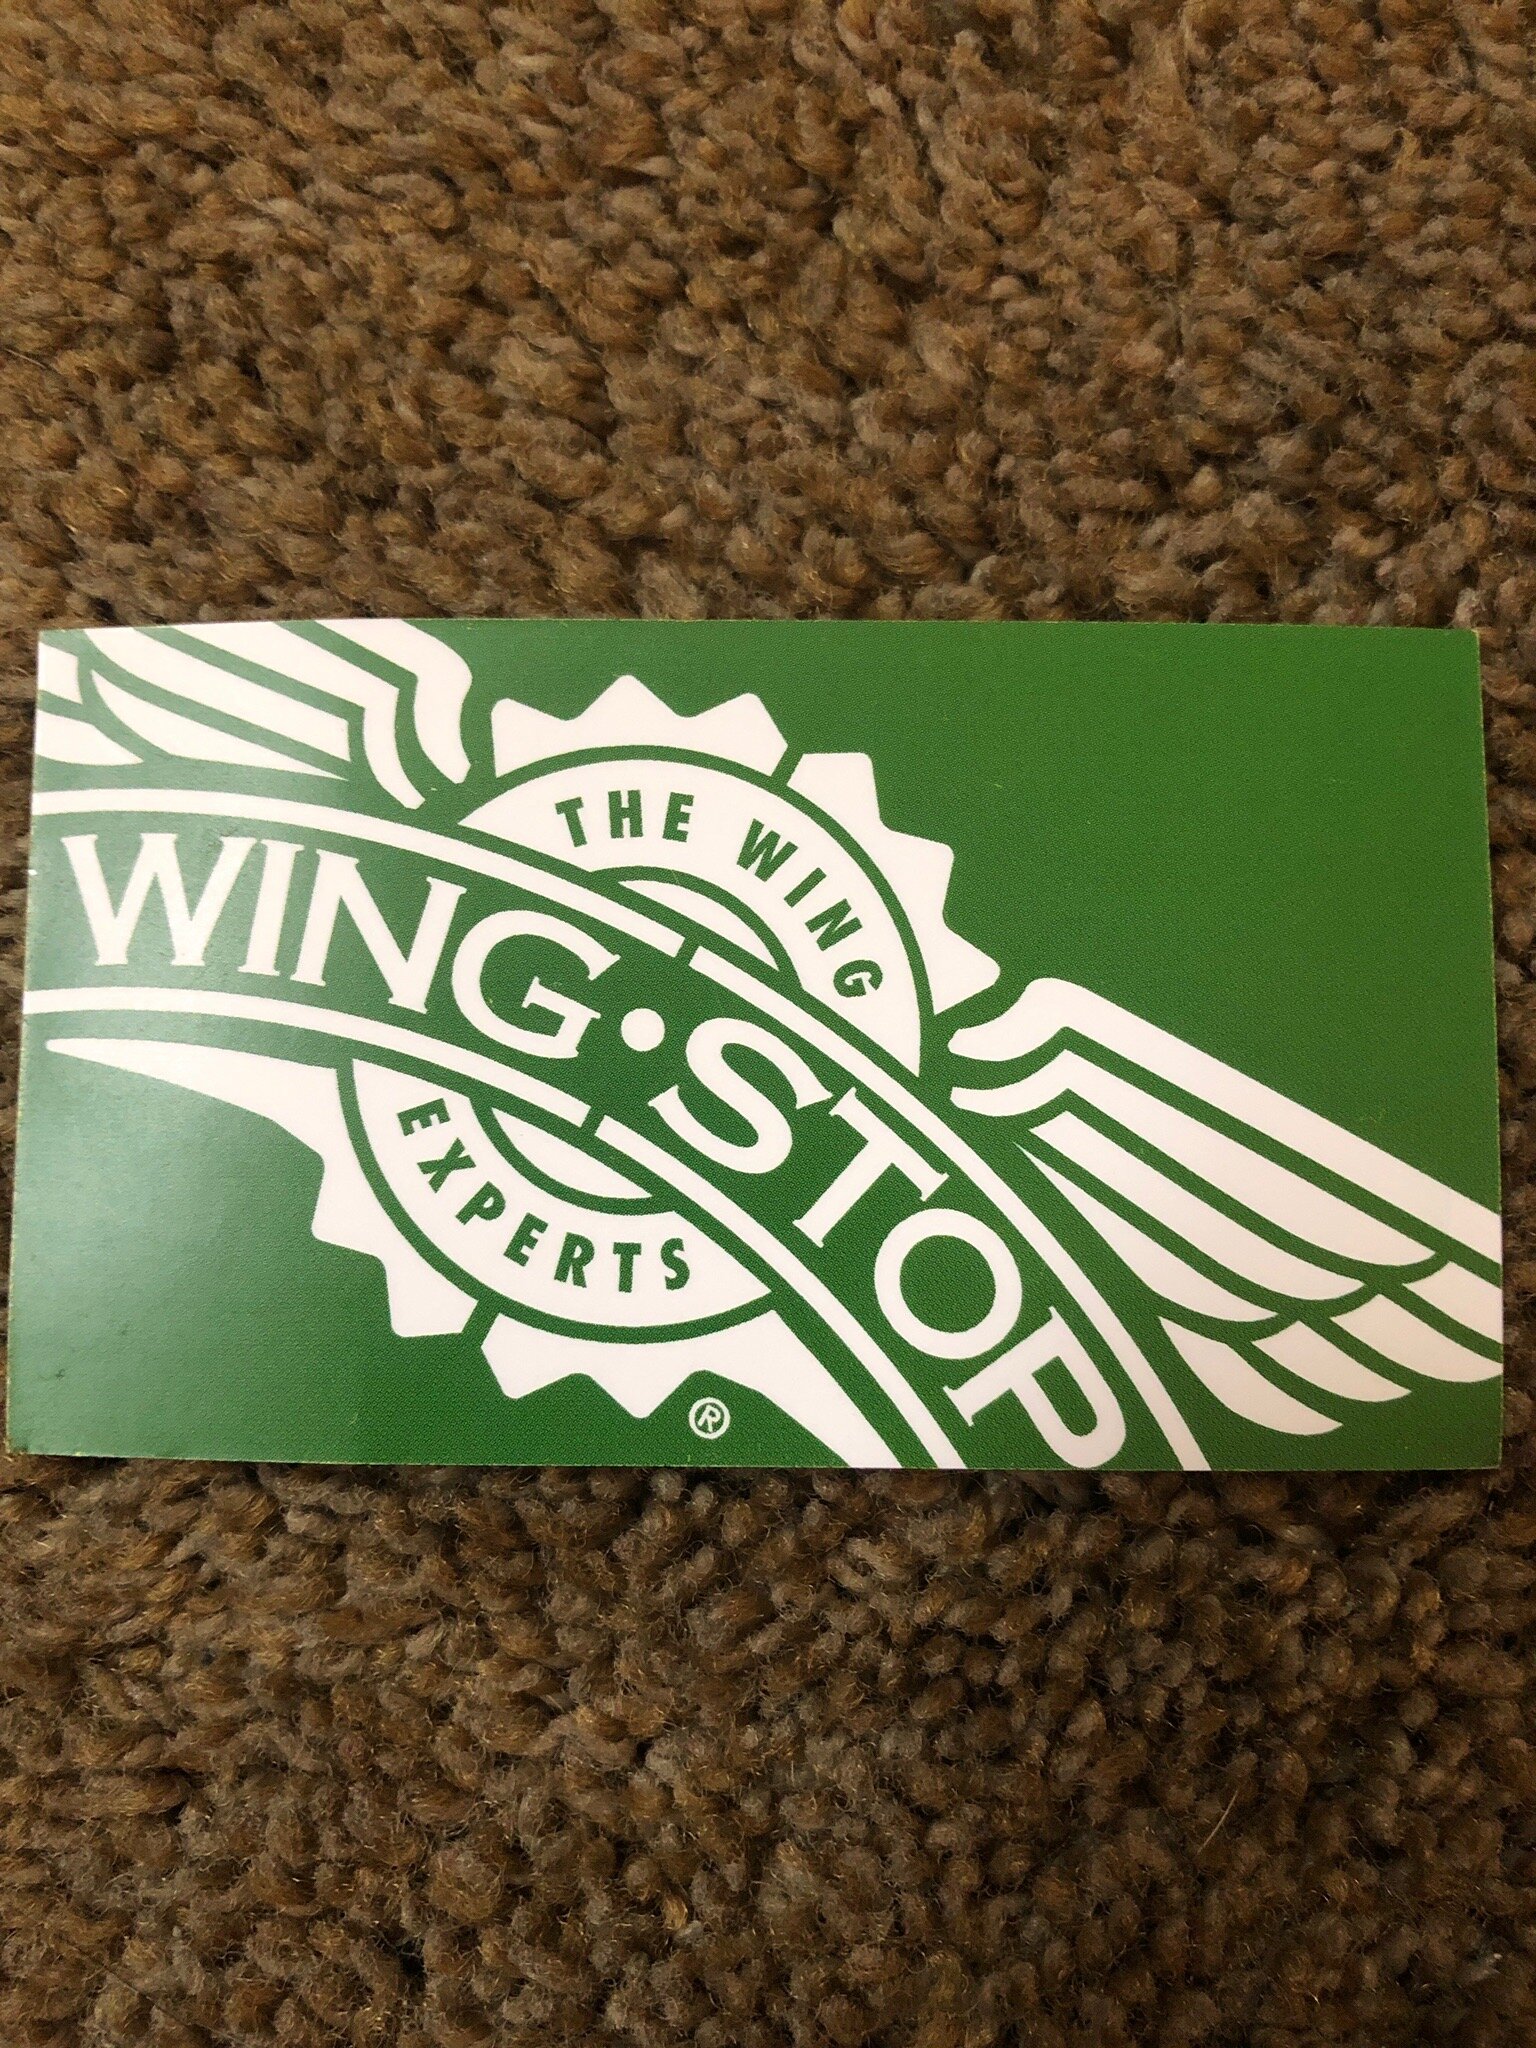 THE WING
WING•STOP
EXPERTS
®